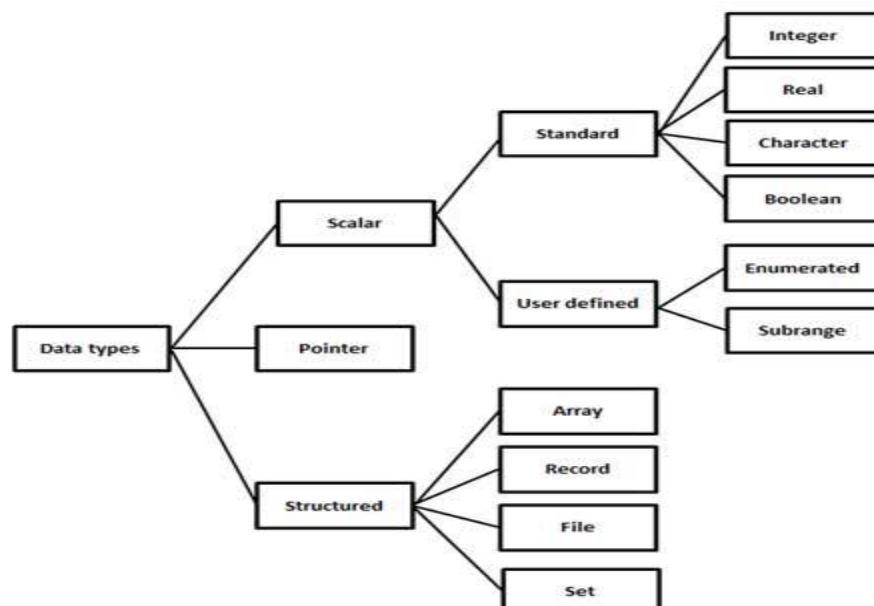 Integer
Real
Standard
Character
Boolean
Scalar
Enumerated
User defined
Subrange
Data types
Pointer
Array
Record
Structured
File
Set